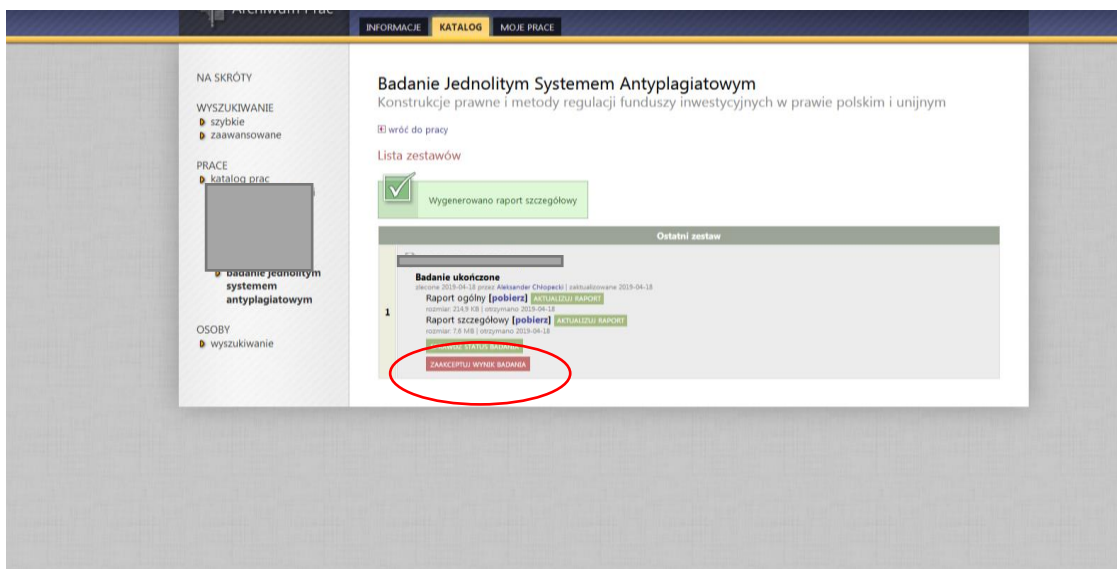 Archiwum Prac
INFORMACJE KATALOG MOJE PRACE
NA SKRÓTY
WYSZUKIWANIE
szybkie
zaawansowane
PRACE
katalog prac
badanie jednolitym
systemem
antyplagiatowym
OSOBY
wyszukiwanie
Badanie Jednolitym Systemem Antyplagiatowym
Konstrukcje prawne i metody regulacji funduszy inwestycyjnych w prawie polskim i unijnym
wróć do pracy
Lista zestawów
Wygenerowano raport szczegółowy
Ostatni zestaw
1
Badanie ukończone
zlecone 2019-04-18 przez Aleksander Chłopecki | zaktualizowane 2019-04-18
Raport ogólny [pobierz] AKTUALIZUJ RAPORT
rozmiar: 214,9 KB | otrzymano 2019-04-18
Raport szczegółowy [pobierz] AKTUALIZUJ RAPORT
rozmiar: 7,6 MB | otrzymano 2019-04-18
STATUS BADANIA
ZAAKCEPTUJ WYNIK BADANIA